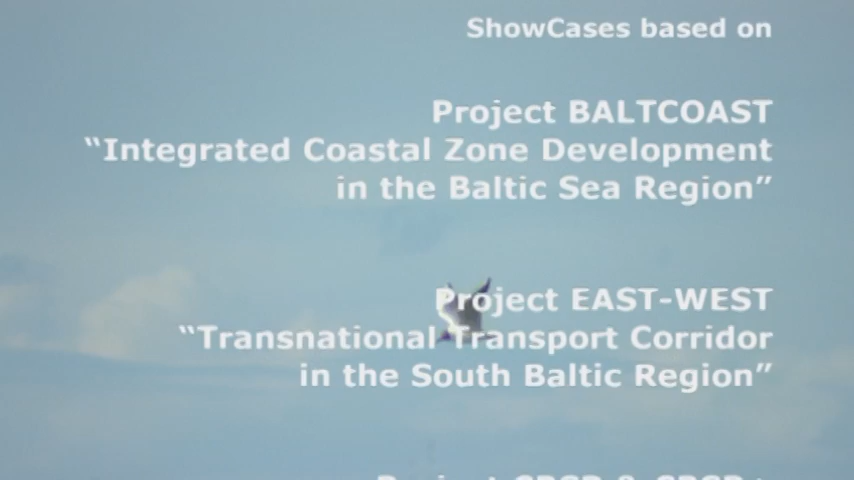 ShowCases based on
Project BALTCOAST
“Integrated Coastal Zone Development
in the Baltic Sea Region”
Project EAST-WEST
“Transnational Transport Corridor
in the South Baltic Region”
Project